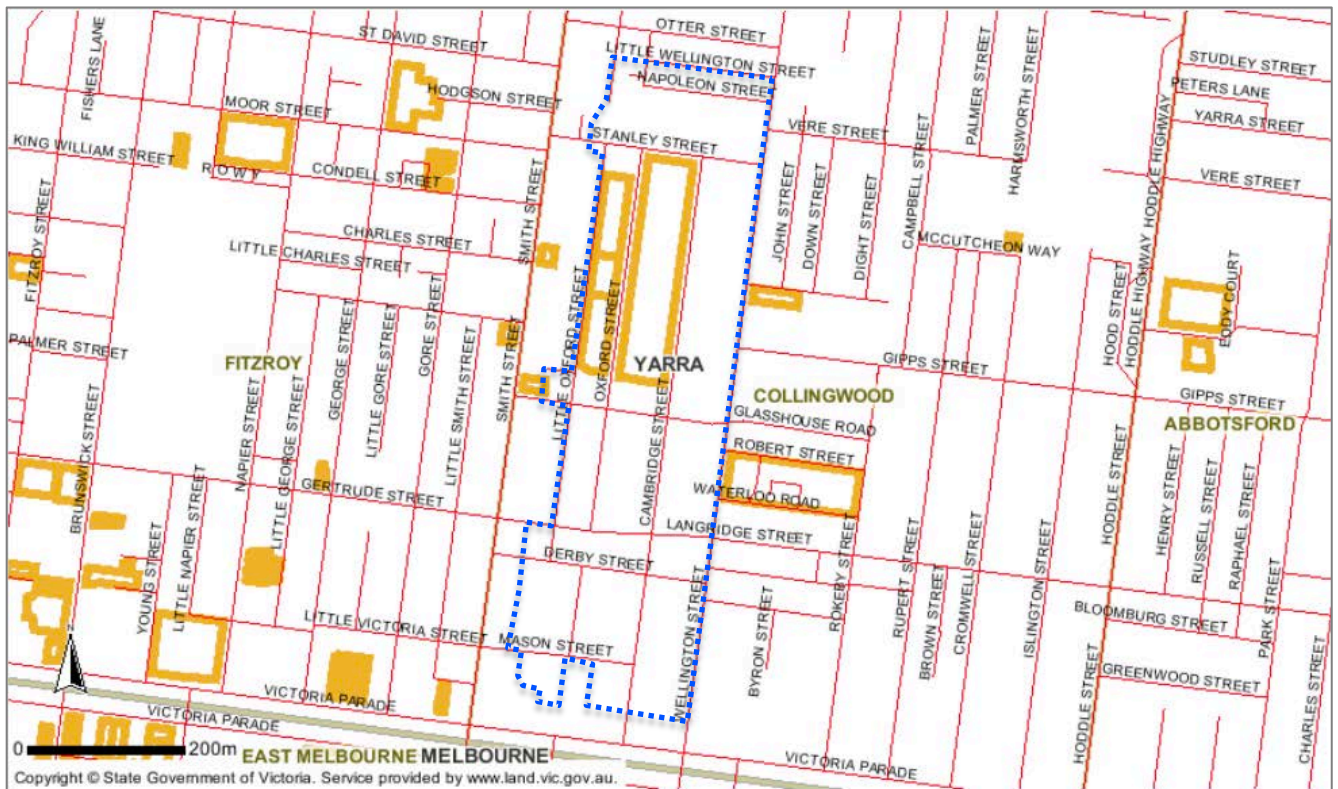 OTTER STREET
ST DAVID STREET
LITTLE WELLINGTON STREET
NAPOLEON STREET
STUDLEY STREET
PETERS LANE
YARRA STREET
FISHERS LANE
MOOR STREET
HODGSON STREET
STANLEY STREET
VERE STREET
PALMER STREET
HARMSWORTH STREET
HODDLE HIGHWAY
HODDLE HIGHWAY
KING WILLIAM STREET
R O W
CONDELL STREET
SMITH STREET
JOHN STREET
DOWN STREET
DIGHT STREET
CAMPBELL STREET
VERE STREET
FITZROY STREET
CHARLES STREET
LITTLE CHARLES STREET
MCCUTCHEON WAY
HOOD STREET
EDDY COURT
PALMER STREET
FITZROY
GEORGE STREET
LITTLE GORE STREET
GORE STREET
LITTLE SMITH STREET
SMITH STREET
LITTLE OXFORD STREET
OXFORD STREET
YARRA
GIPPS STREET
COLLINGWOOD
GLASSHOUSE ROAD
GIPPS STREET
ABBOTSFORD
BRUNSWICK STREET
NAPIER STREET
LITTLE GEORGE STREET
GERTRUDE STREET
CAMBRIDGE STREET
ROBERT STREET
WATERLOO ROAD
LANGRIDGE STREET
HODDLE STREET
HENRY STREET
RUSSELL STREET
RAPHAEL STREET
YOUNG STREET
LITTLE NAPIER STREET
DERBY STREET
LITTLE VICTORIA STREET
MASON STREET
WELLINGTON STREET
BYRON STREET
ROKEBY STREET
RUPERT STREET
BROWN STREET
CROMWELL STREET
ISLINGTON STREET
BLOOMBURG STREET
PARK STREET
GREENWOOD STREET
HODDLE STREET
CHARLES STREET
N
VICTORIA PARADE
VICTORIA PARADE
VICTORIA PARADE
0 200m
EAST MELBOURNE MELBOURNE
Copyright © State Government of Victoria. Service provided by www.land.vic.gov.au.